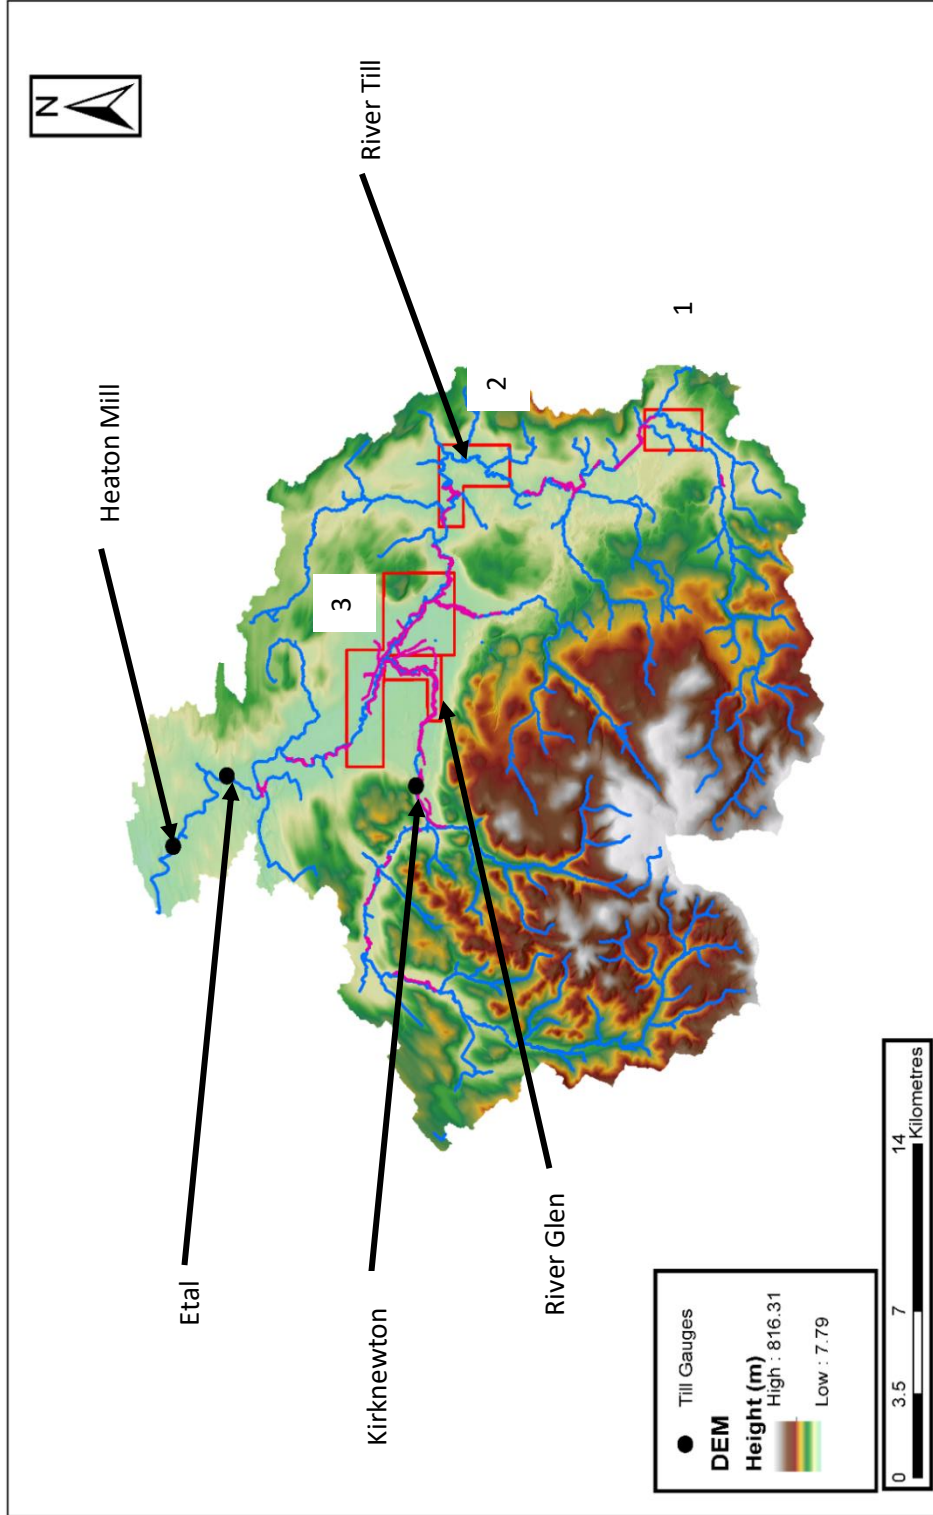 N
River Till
Heaton Mill
1
2
3
Etal
Kirknewton
River Glen
Till Gauges
DEM
Height (m)
High : 816.31
Low : 7.79
0 3.5 7 14
Kilometres